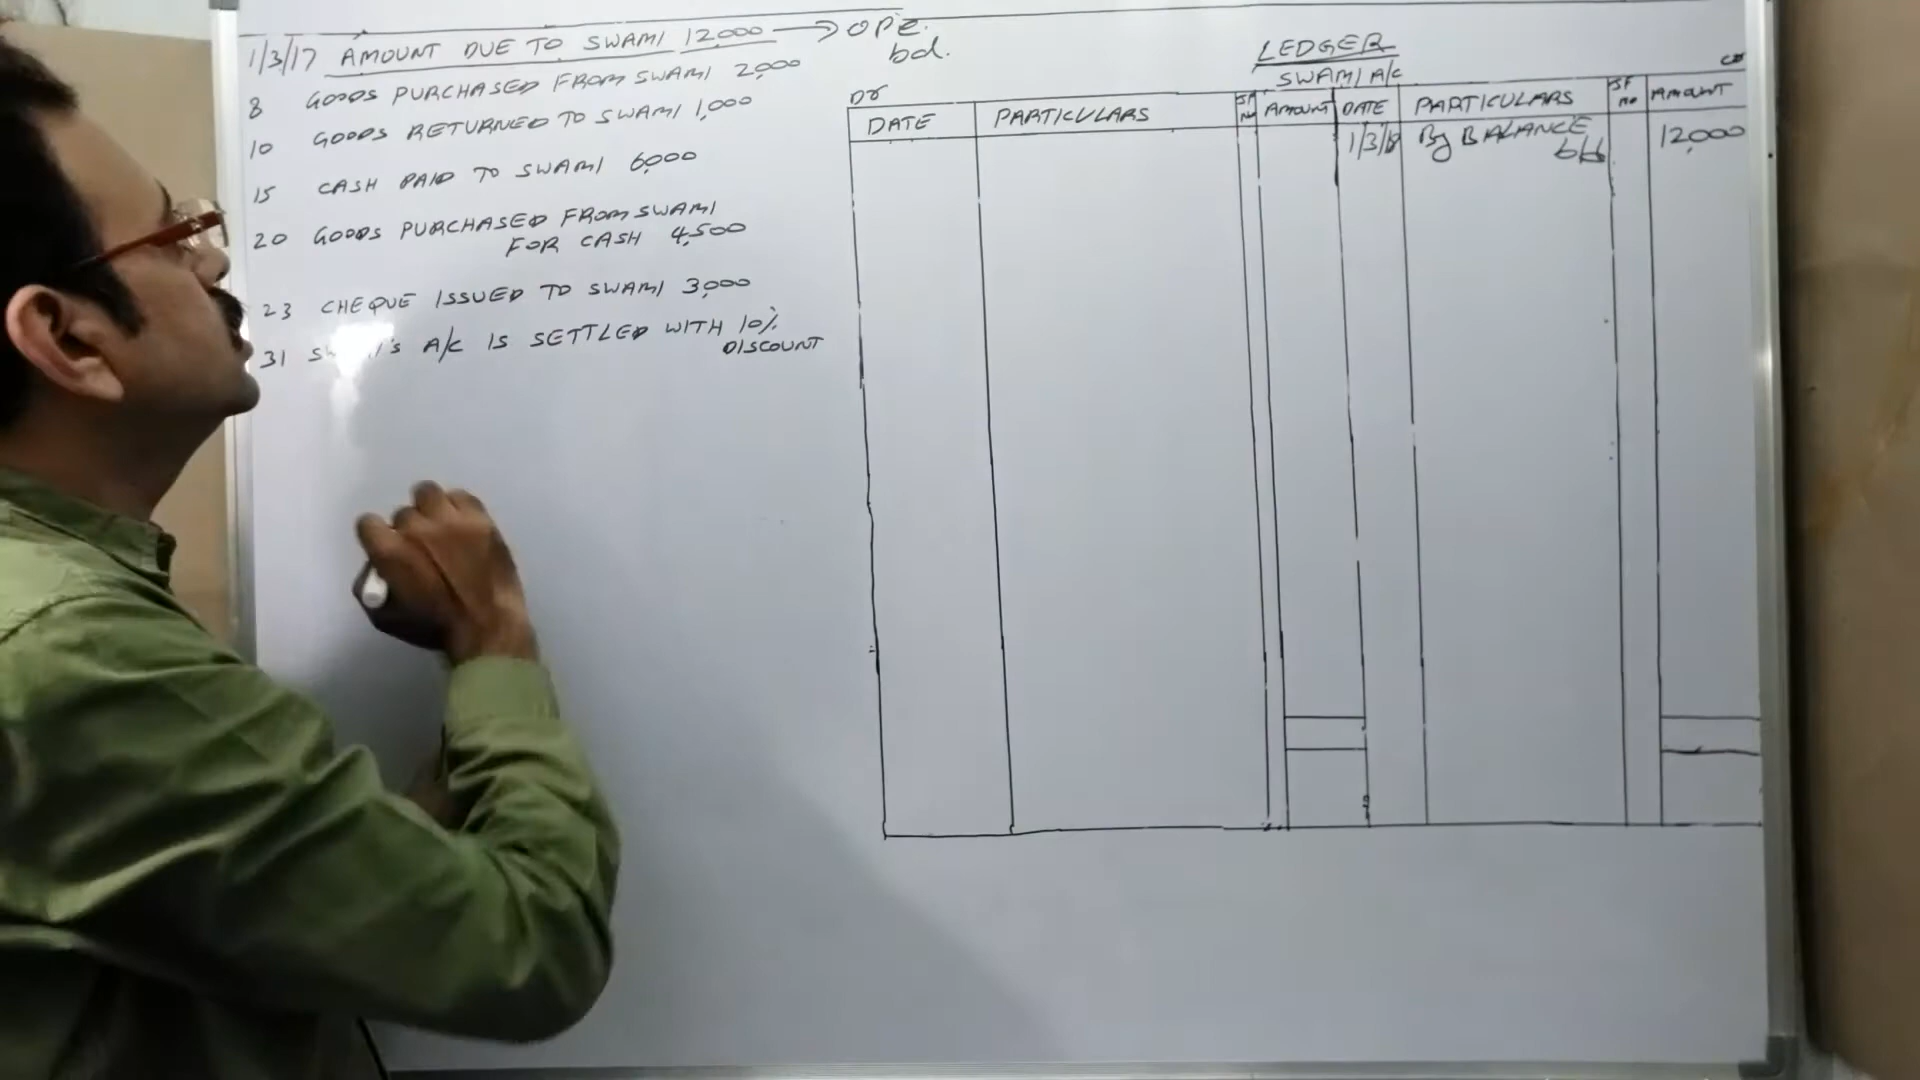 1/3/17 AMOUNT DUE TO SWAMI 12,000 → OPE.
bd.
8 GOODS PURCHASED FROM SWAMI 2,000
10 GOODS RETURNED TO SWAMI 1,000
15 CASH PAID TO SWAMI 6,000
20 GOODS PURCHASED FROM SWAMI
FOR CASH 4,500
23 CHEQUE ISSUED TO SWAMI 3,000
31 A/C IS SETTLED WITH 10%
DISCOUNT
LEDGER
SWAMI A/C
Dr
DATE PARTICULARS AMOUNT DATE PARTICULARS JF no AMOUNT
By BALANCE 12,000